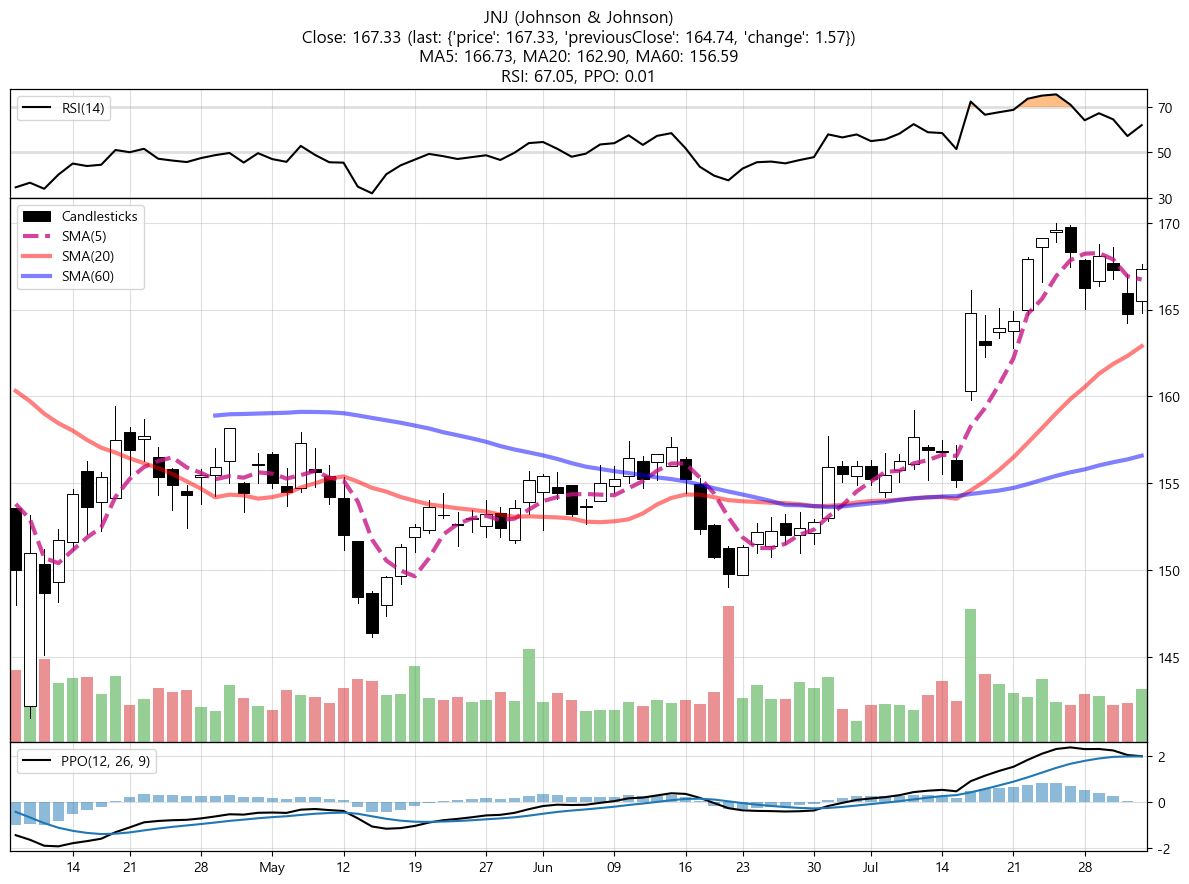 JNJ (Johnson & Johnson)
Close: 167.33 (last: {'price': 167.33, 'previousClose': 164.74, 'change': 1.57})
MA5: 166.73, MA20: 162.90, MA60: 156.59
RSI: 67.05, PPO: 0.01
RSI(14)
70
50
30
Candlesticks
SMA(5)
SMA(20)
SMA(60)
170
165
160
155
150
145
PPO(12, 26, 9)
2
0
-2
14 21 28 May 12 19 27 Jun 09 16 23 30 Jul 14 21 28